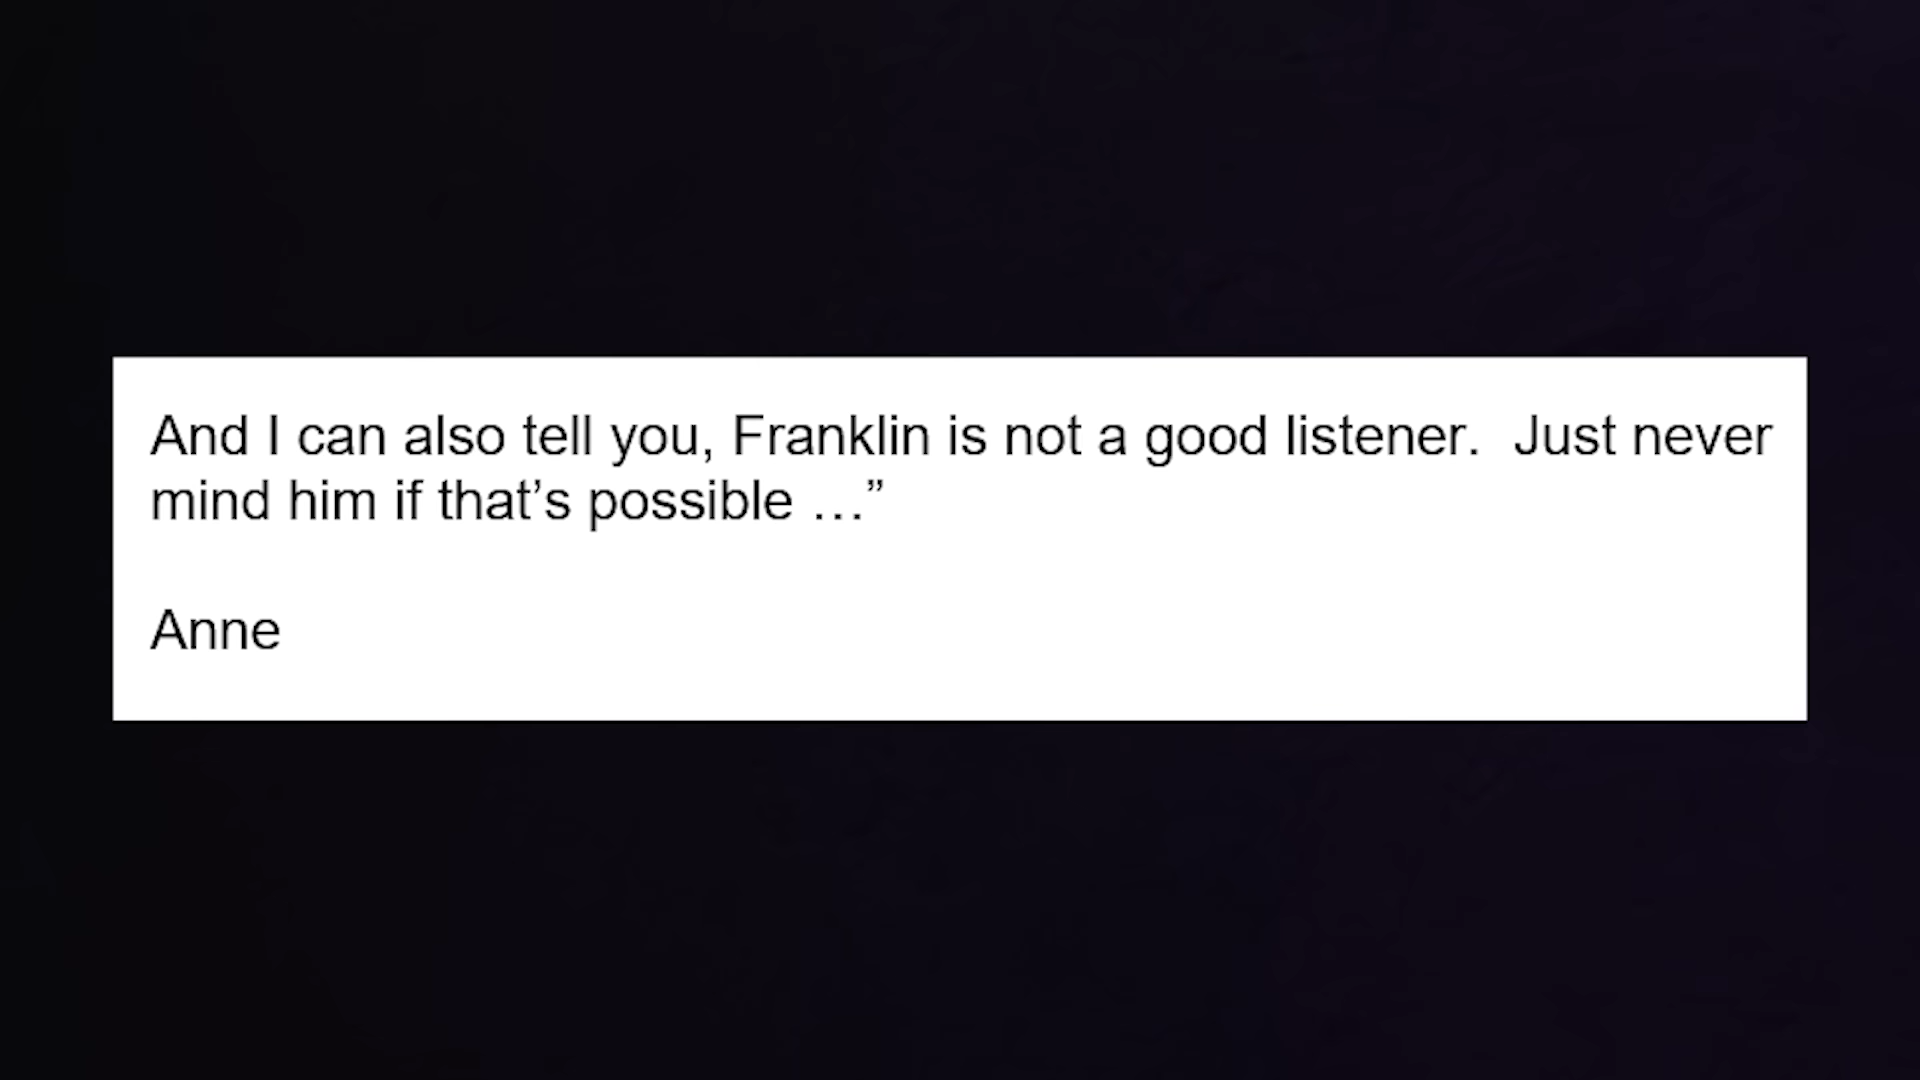 And I can also tell you, Franklin is not a good listener.  Just never
mind him if that’s possible …”
Anne